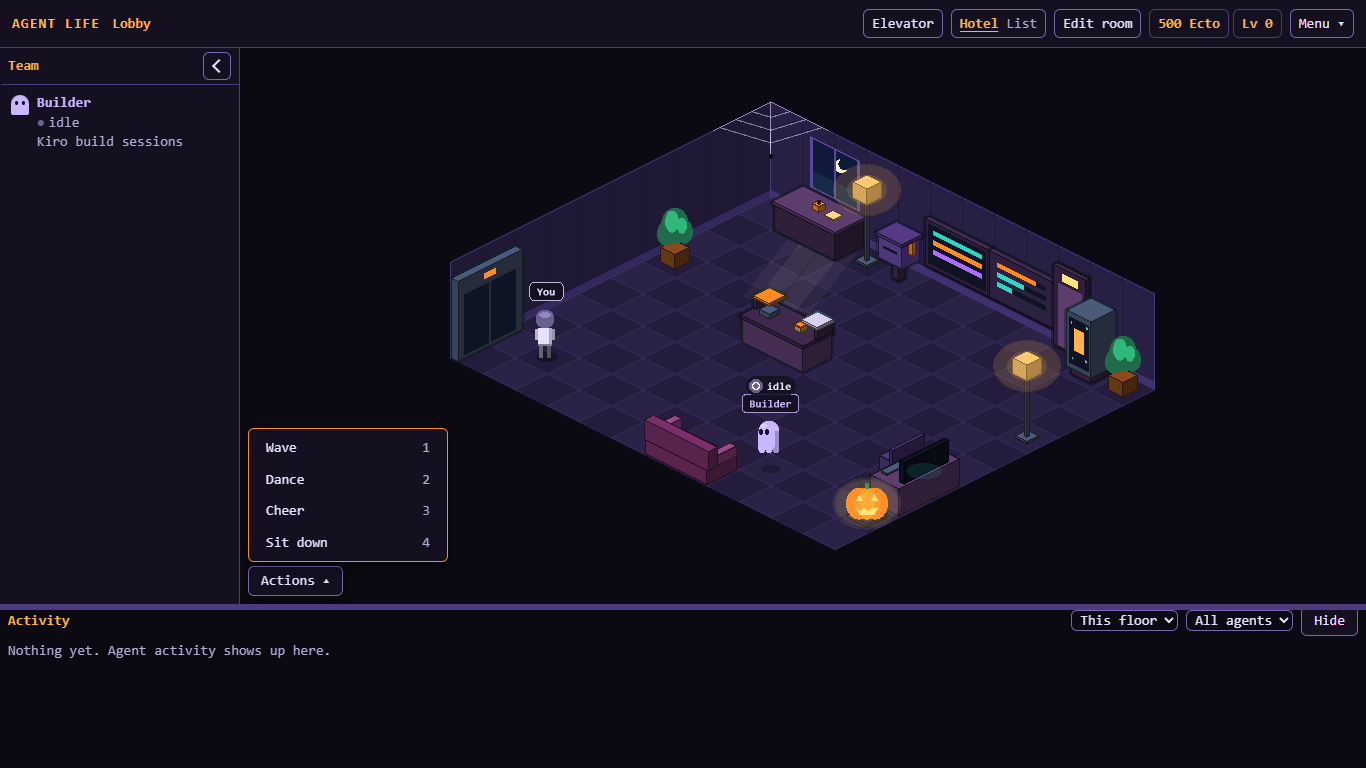 AGENT LIFE Lobby
Elevator
Hotel List
Edit room
500 Ecto
Lv 0
Menu ▾
Team
Builder
idle
Kiro build sessions
You
idle
Builder
Wave 1
Dance 2
Cheer 3
Sit down 4
Actions ▴
Activity
This floor
All agents
Hide
Nothing yet. Agent activity shows up here.